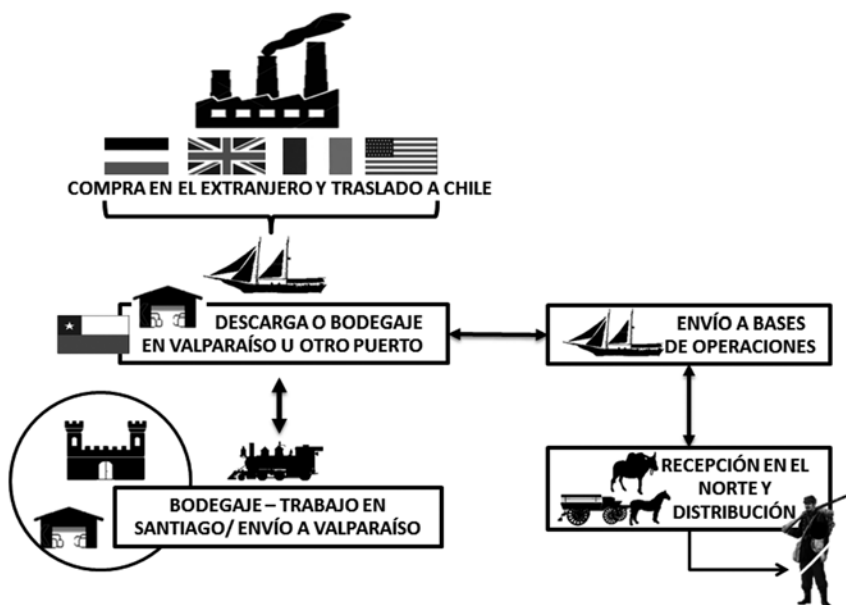 COMPRA EN EL EXTRANJERO Y TRASLADO A CHILE
DESCARGA O BODEGAJE
EN VALPARAÍSO U OTRO PUERTO
ENVÍO A BASES
DE OPERACIONES
BODEGAJE – TRABAJO EN
SANTIAGO/ ENVÍO A VALPARAÍSO
RECEPCIÓN EN EL
NORTE Y
DISTRIBUCIÓN